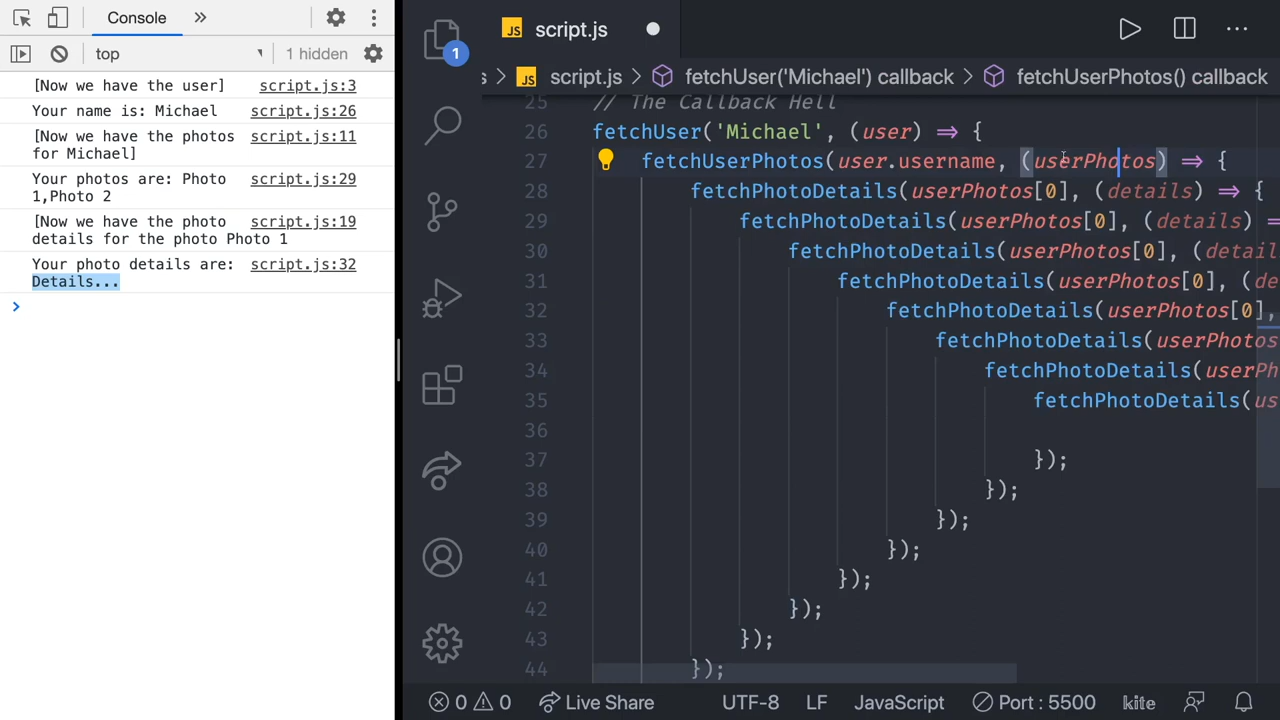 Console
top
1 hidden
[Now we have the user] script.js:3
Your name is: Michael script.js:26
[Now we have the photos script.js:11
for Michael]
Your photos are: Photo script.js:29
1,Photo 2
[Now we have the photo script.js:19
details for the photo Photo 1
Your photo details are: script.js:32
Details...
>
1
JS script.js
s > JS script.js > fetchUser('Michael') callback > fetchUserPhotos() callback
25 // The Callback Hell
26 fetchUser('Michael', (user) => {
27 fetchUserPhotos(user.username, (userPhotos) => {
28 fetchPhotoDetails(userPhotos[0], (details) => {
29 fetchPhotoDetails(userPhotos[0], (details) =
30 fetchPhotoDetails(userPhotos[0], (detail
31 fetchPhotoDetails(userPhotos[0], (de
32 fetchPhotoDetails(userPhotos[0],
33 fetchPhotoDetails(userPhotos
34 fetchPhotoDetails(userPh
35 fetchPhotoDetails(us
36
37 });
38 });
39 });
40 });
41 });
42 });
43 });
44 });
0 0 Live Share UTF-8 LF JavaScript Port : 5500 kite